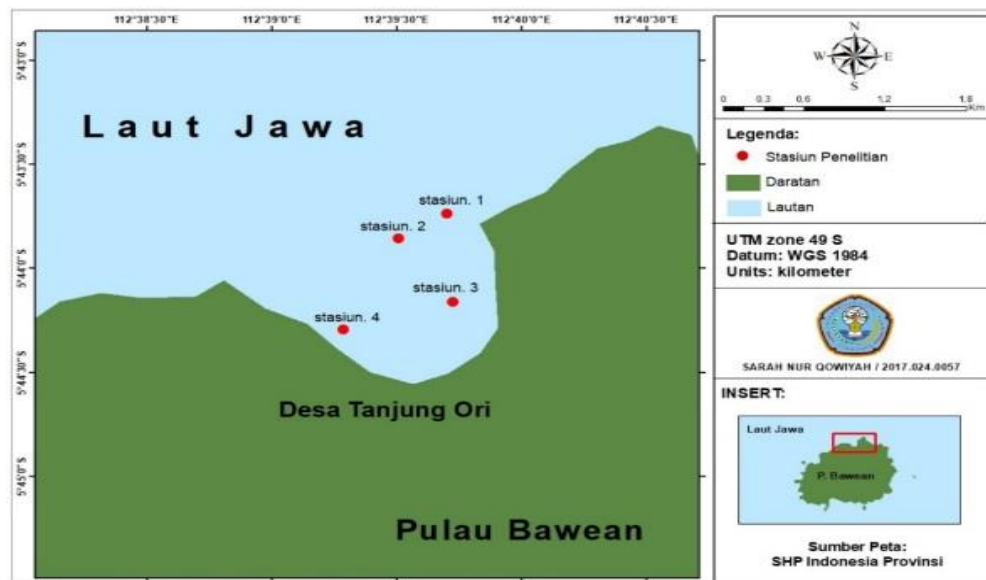 112°38'30"E 112°39'0"E 112°39'30"E 112°40'0"E 112°40'30"E
5°43'0"S
5°43'30"S
5°44'0"S
5°44'30"S
5°45'0"S
Laut Jawa
stasiun. 1
stasiun. 2
stasiun. 3
stasiun. 4
Desa Tanjung Ori
Pulau Bawean
N
W E
S
0 0.3 0.6 1.2 1.8
Km
Legenda:
Stasiun Penelitian
Daratan
Lautan
UTM zone 49 S
Datum: WGS 1984
Units: kilometer
SARAH NUR QOWIYAH / 2017.024.0057
INSERT:
Laut Jawa
P. Bawean
Sumber Peta:
SHP Indonesia Provinsi